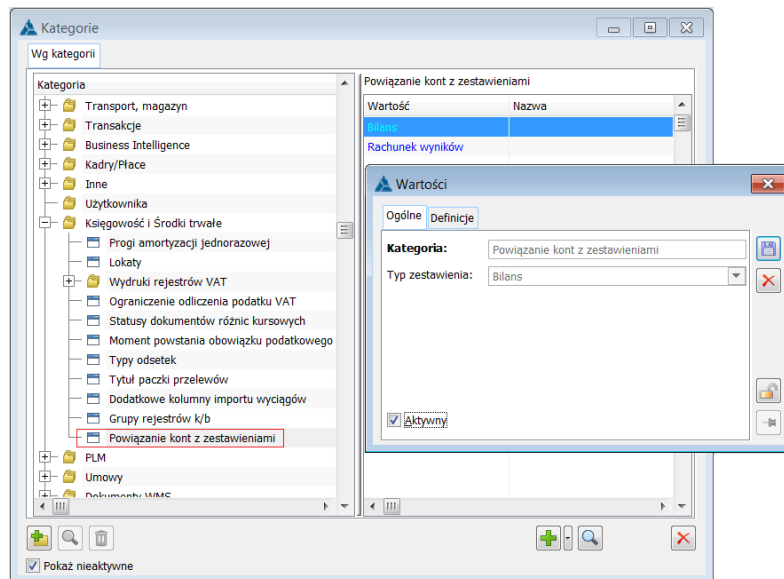 Kategorie
Wg kategorii
Kategoria
Transport, magazyn
Transakcje
Business Intelligence
Kadry/Płace
Inne
Użytkownika
Księgowość i Środki trwałe
Progi amortyzacji jednorazowej
Lokaty
Wydruki rejestrów VAT
Ograniczenie odliczenia podatku VAT
Statusy dokumentów różnic kursowych
Moment powstania obowiązku podatkowego
Typy odsetek
Tytuł paczki przelewów
Dodatkowe kolumny importu wyciągów
Grupy rejestrów k/b
Powiązanie kont z zestawieniami
PLM
Umowy
Dokumenty WMS
Pokaż nieaktywne
Powiązanie kont z zestawieniami
Wartość Nazwa
Bilans
Rachunek wyników
Wartości
Ogólne Definicje
Kategoria: Powiązanie kont z zestawieniami
Typ zestawienia: Bilans
Aktywny